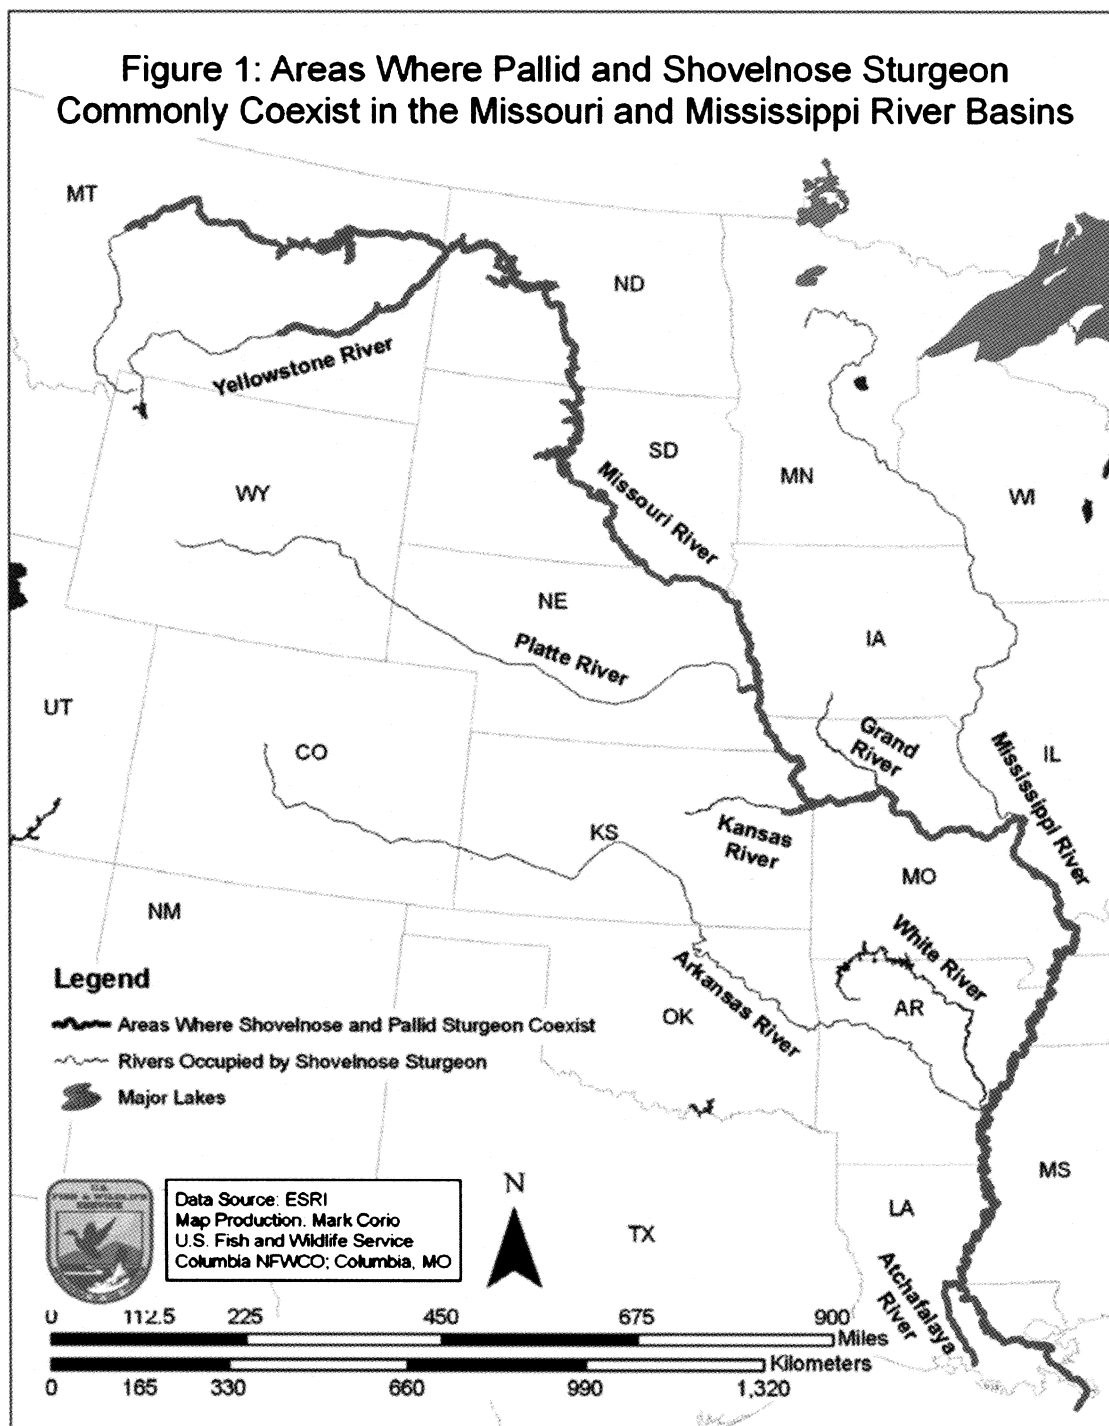 Figure 1: Areas Where Pallid and Shovelnose Sturgeon
Commonly Coexist in the Missouri and Mississippi River Basins
MT
ND
Yellowstone River
SD
MN
WI
WY
Missouri River
NE
IA
Platte River
UT
CO
Grand
River
Mississippi River
IL
KS
Kansas
River
MO
NM
White River
Arkansas River
OK
AR
Legend
Areas Where Shovelnose and Pallid Sturgeon Coexist
Rivers Occupied by Shovelnose Sturgeon
Major Lakes
MS
U.S.
FISH & WILDLIFE
SERVICE
Data Source: ESRI
Map Production. Mark Corio
U.S. Fish and Wildlife Service
Columbia NFWCO; Columbia, MO
N
TX
LA
Atchafalaya
River
0 112.5 225 450 675 900
Miles
Kilometers
0 165 330 660 990 1,320